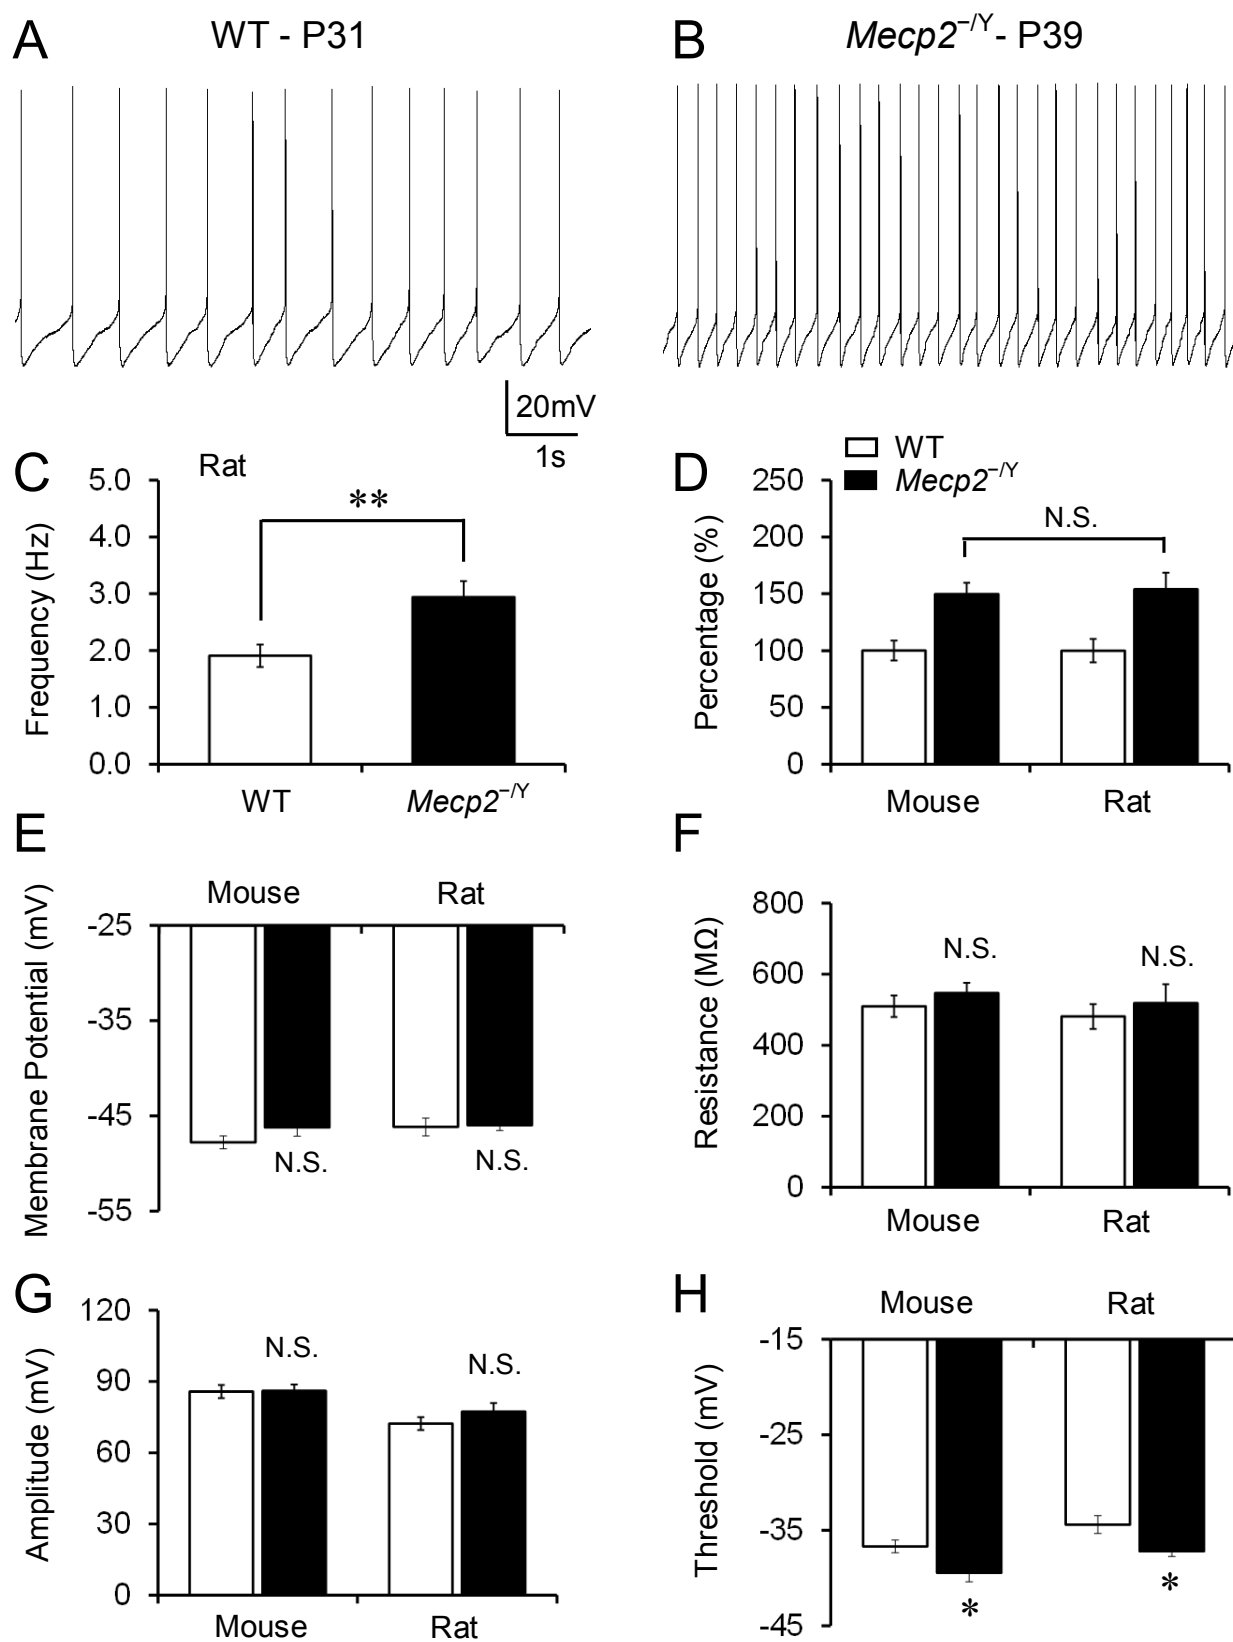 A WT - P31
B Mecp2−/Y - P39
20mV
1s
C Rat
Frequency (Hz)
5.0
4.0
3.0
2.0
1.0
0.0
**
WT Mecp2−/Y
D
WT
Mecp2−/Y
Percentage (%)
250
200
150
100
50
0
N.S.
Mouse Rat
E
Mouse Rat
Membrane Potential (mV)
-25
-35
-45
-55
N.S. N.S.
F
Resistance (MΩ)
800
600
400
200
0
N.S. N.S.
Mouse Rat
G
Amplitude (mV)
120
90
60
30
0
N.S. N.S.
Mouse Rat
H
Mouse Rat
Threshold (mV)
-15
-25
-35
-45
* *